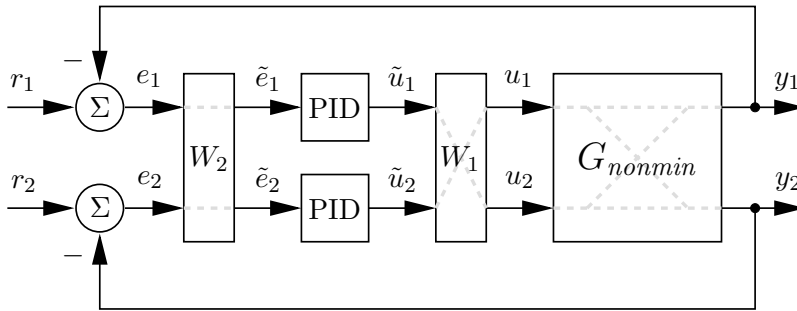 −
r₁ Σ e₁ W₂ ẽ₁ PID ũ₁ W₁ u₁ G_nonmin y₁
r₂ Σ e₂ ẽ₂ PID ũ₂ u₂ y₂
−